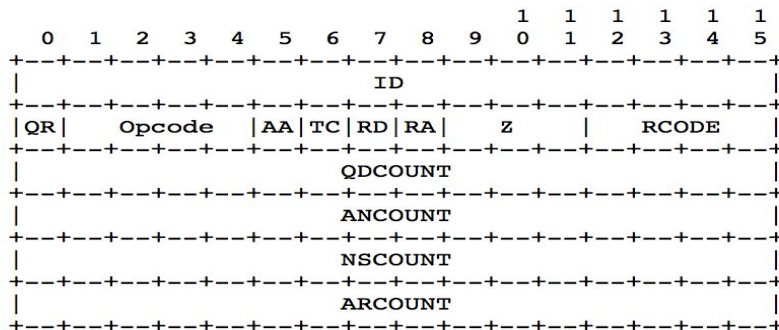 1  1  1  1  1  1
  0  1  2  3  4  5  6  7  8  9  0  1  2  3  4  5
+--+--+--+--+--+--+--+--+--+--+--+--+--+--+--+--+
|                      ID                       |
+--+--+--+--+--+--+--+--+--+--+--+--+--+--+--+--+
|QR|   Opcode  |AA|TC|RD|RA|   Z    |   RCODE   |
+--+--+--+--+--+--+--+--+--+--+--+--+--+--+--+--+
|                    QDCOUNT                    |
+--+--+--+--+--+--+--+--+--+--+--+--+--+--+--+--+
|                    ANCOUNT                    |
+--+--+--+--+--+--+--+--+--+--+--+--+--+--+--+--+
|                    NSCOUNT                    |
+--+--+--+--+--+--+--+--+--+--+--+--+--+--+--+--+
|                    ARCOUNT                    |
+--+--+--+--+--+--+--+--+--+--+--+--+--+--+--+--+